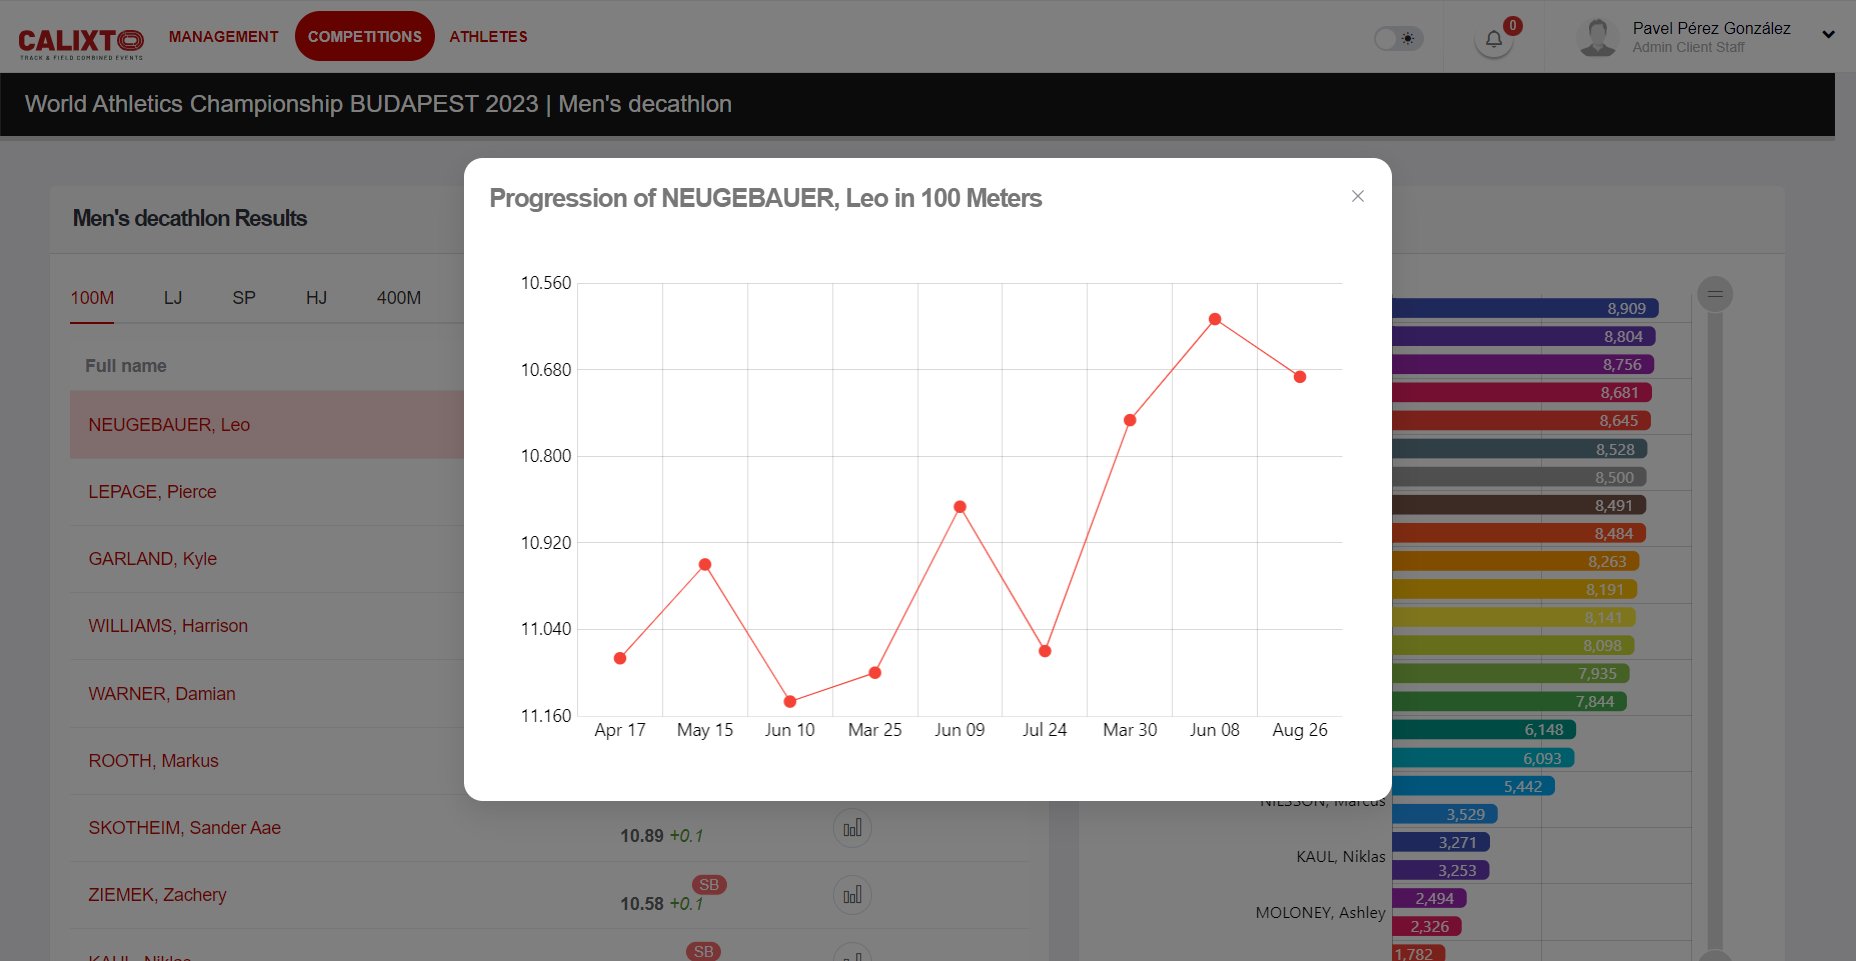 CALIXTO
TRACK & FIELD COMBINED EVENTS
MANAGEMENT
COMPETITIONS
ATHLETES
0
Pavel Pérez González
Admin Client Staff
World Athletics Championship BUDAPEST 2023 | Men's decathlon
Men's decathlon Results
100M LJ SP HJ 400M
Full name
NEUGEBAUER, Leo
LEPAGE, Pierce
GARLAND, Kyle
WILLIAMS, Harrison
WARNER, Damian
ROOTH, Markus
SKOTHEIM, Sander Aae
10.89 +0.1
ZIEMEK, Zachery
SB
10.58 +0.1
KAUL, Niklas
SB
Progression of NEUGEBAUER, Leo in 100 Meters
10.560
10.680
10.800
10.920
11.040
11.160
Apr 17 May 15 Jun 10 Mar 25 Jun 09 Jul 24 Mar 30 Jun 08 Aug 26
8,909
8,804
8,756
8,681
8,645
8,528
8,500
8,491
8,484
8,263
8,191
8,141
8,098
7,935
7,844
6,148
6,093
5,442
NILSSON, Marcus
3,529
3,271
KAUL, Niklas
3,253
2,494
MOLONEY, Ashley
2,326
1,782